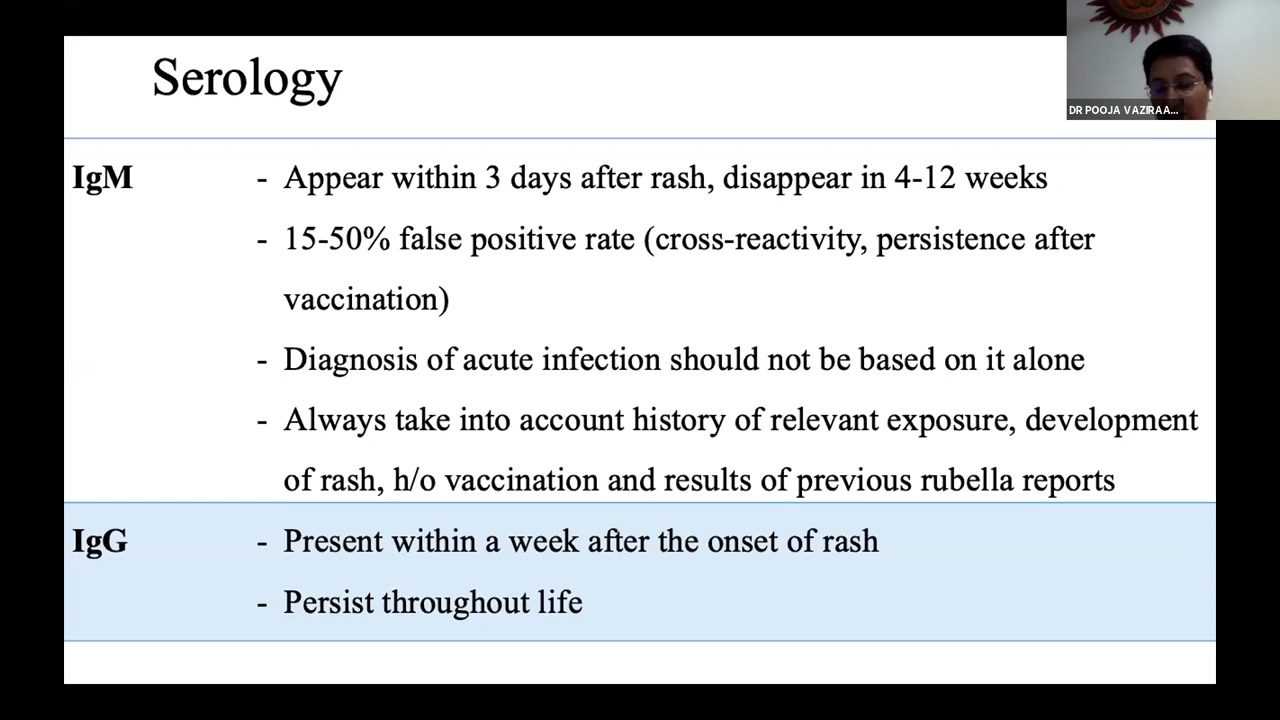 Serology
DR POOJA VAZIRAA...
IgM
- Appear within 3 days after rash, disappear in 4-12 weeks
- 15-50% false positive rate (cross-reactivity, persistence after
vaccination)
- Diagnosis of acute infection should not be based on it alone
- Always take into account history of relevant exposure, development
of rash, h/o vaccination and results of previous rubella reports
IgG
- Present within a week after the onset of rash
- Persist throughout life